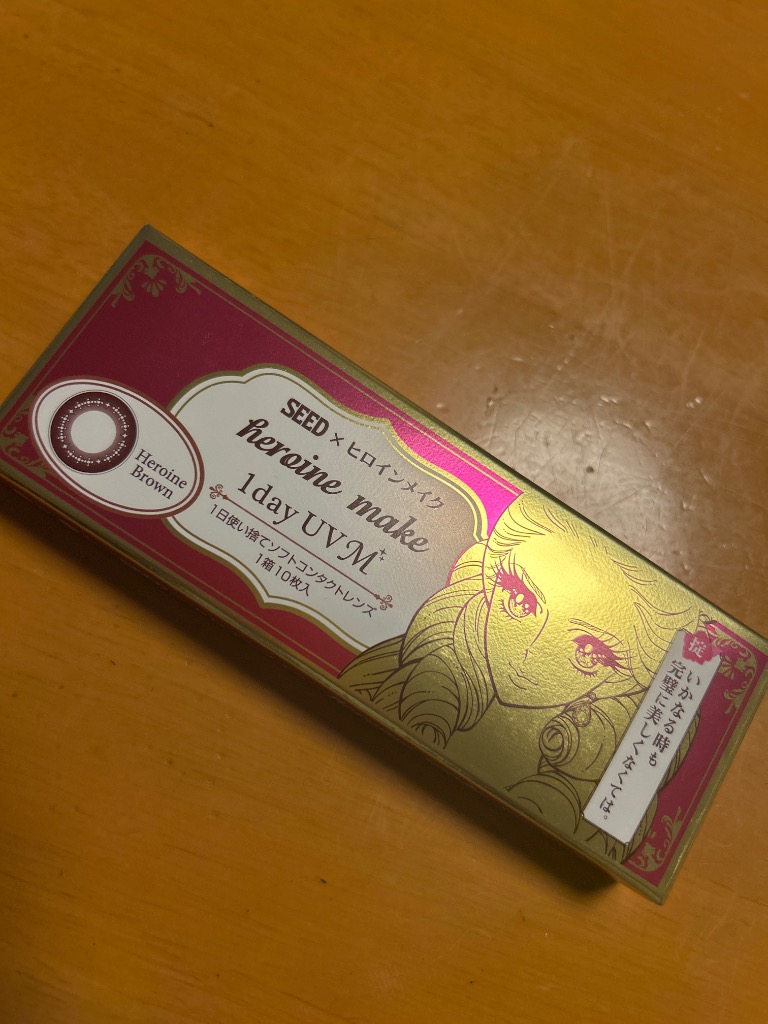 SEED × ヒロインメイク
heroine make
1day UV M
1日使い捨てソフトコンタクトレンズ
1箱10枚入
Heroine
Brown
掟
いかなる時も
完璧に美しくなくては。